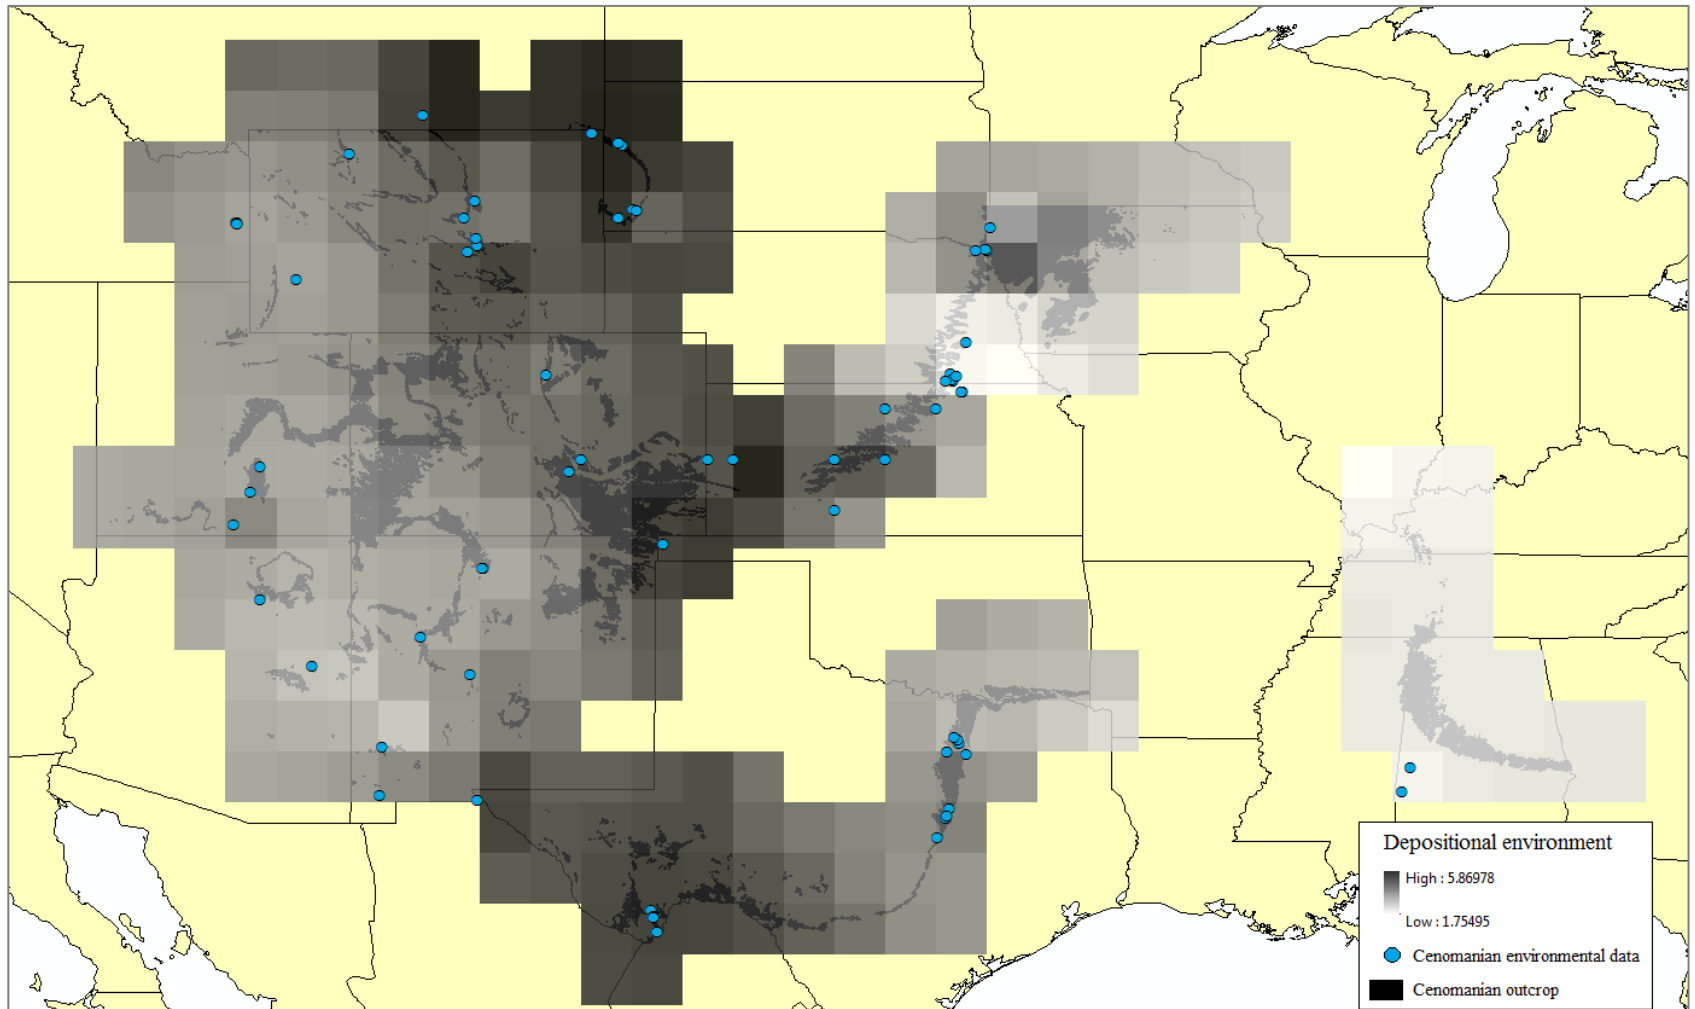 Depositional environment
High : 5.86978
Low : 1.75495
Cenomanian environmental data
Cenomanian outcrop